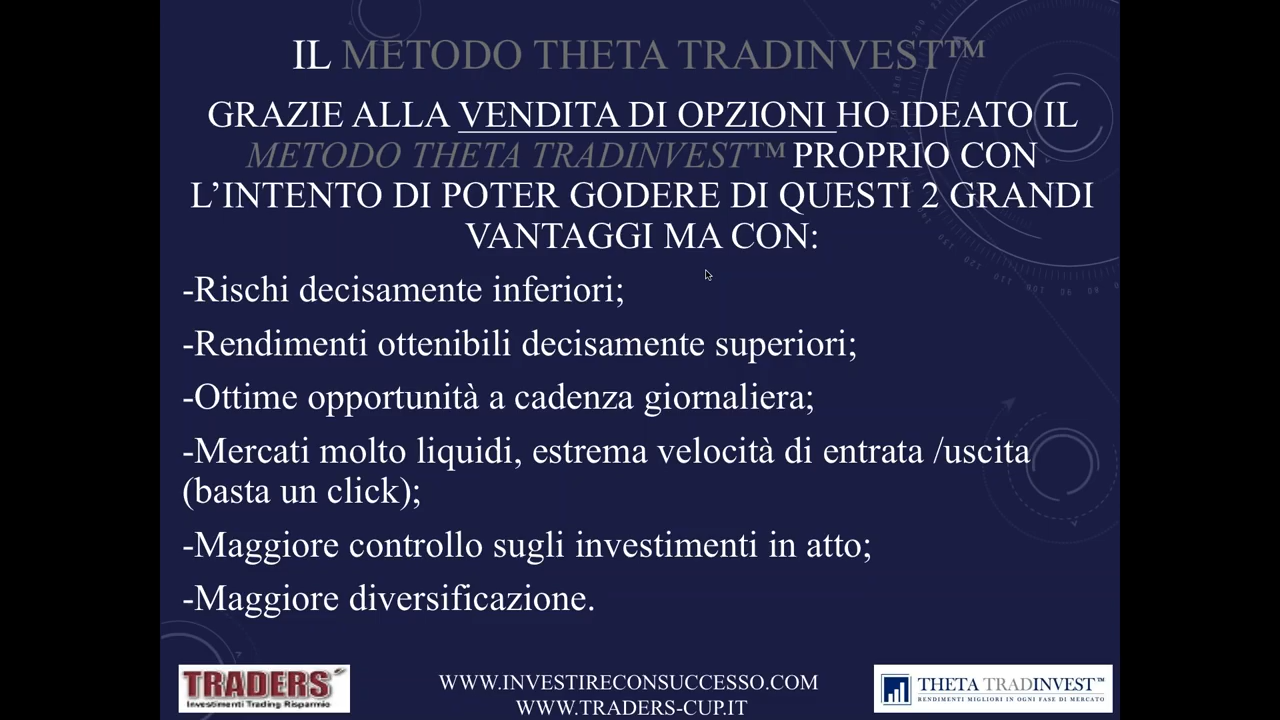 IL METODO THETA TRADINVEST™
GRAZIE ALLA VENDITA DI OPZIONI HO IDEATO IL
METODO THETA TRADINVEST™ PROPRIO CON
L’INTENTO DI POTER GODERE DI QUESTI 2 GRANDI
VANTAGGI MA CON:
-Rischi decisamente inferiori;
-Rendimenti ottenibili decisamente superiori;
-Ottime opportunità a cadenza giornaliera;
-Mercati molto liquidi, estrema velocità di entrata /uscita
(basta un click);
-Maggiore controllo sugli investimenti in atto;
-Maggiore diversificazione.
TRADERS'
Investimenti Trading Risparmio
WWW.INVESTIRECONSUCCESSO.COM
WWW.TRADERS-CUP.IT
THETA TRADINVEST™
RENDIMENTI MIGLIORI IN OGNI FASE DI MERCATO